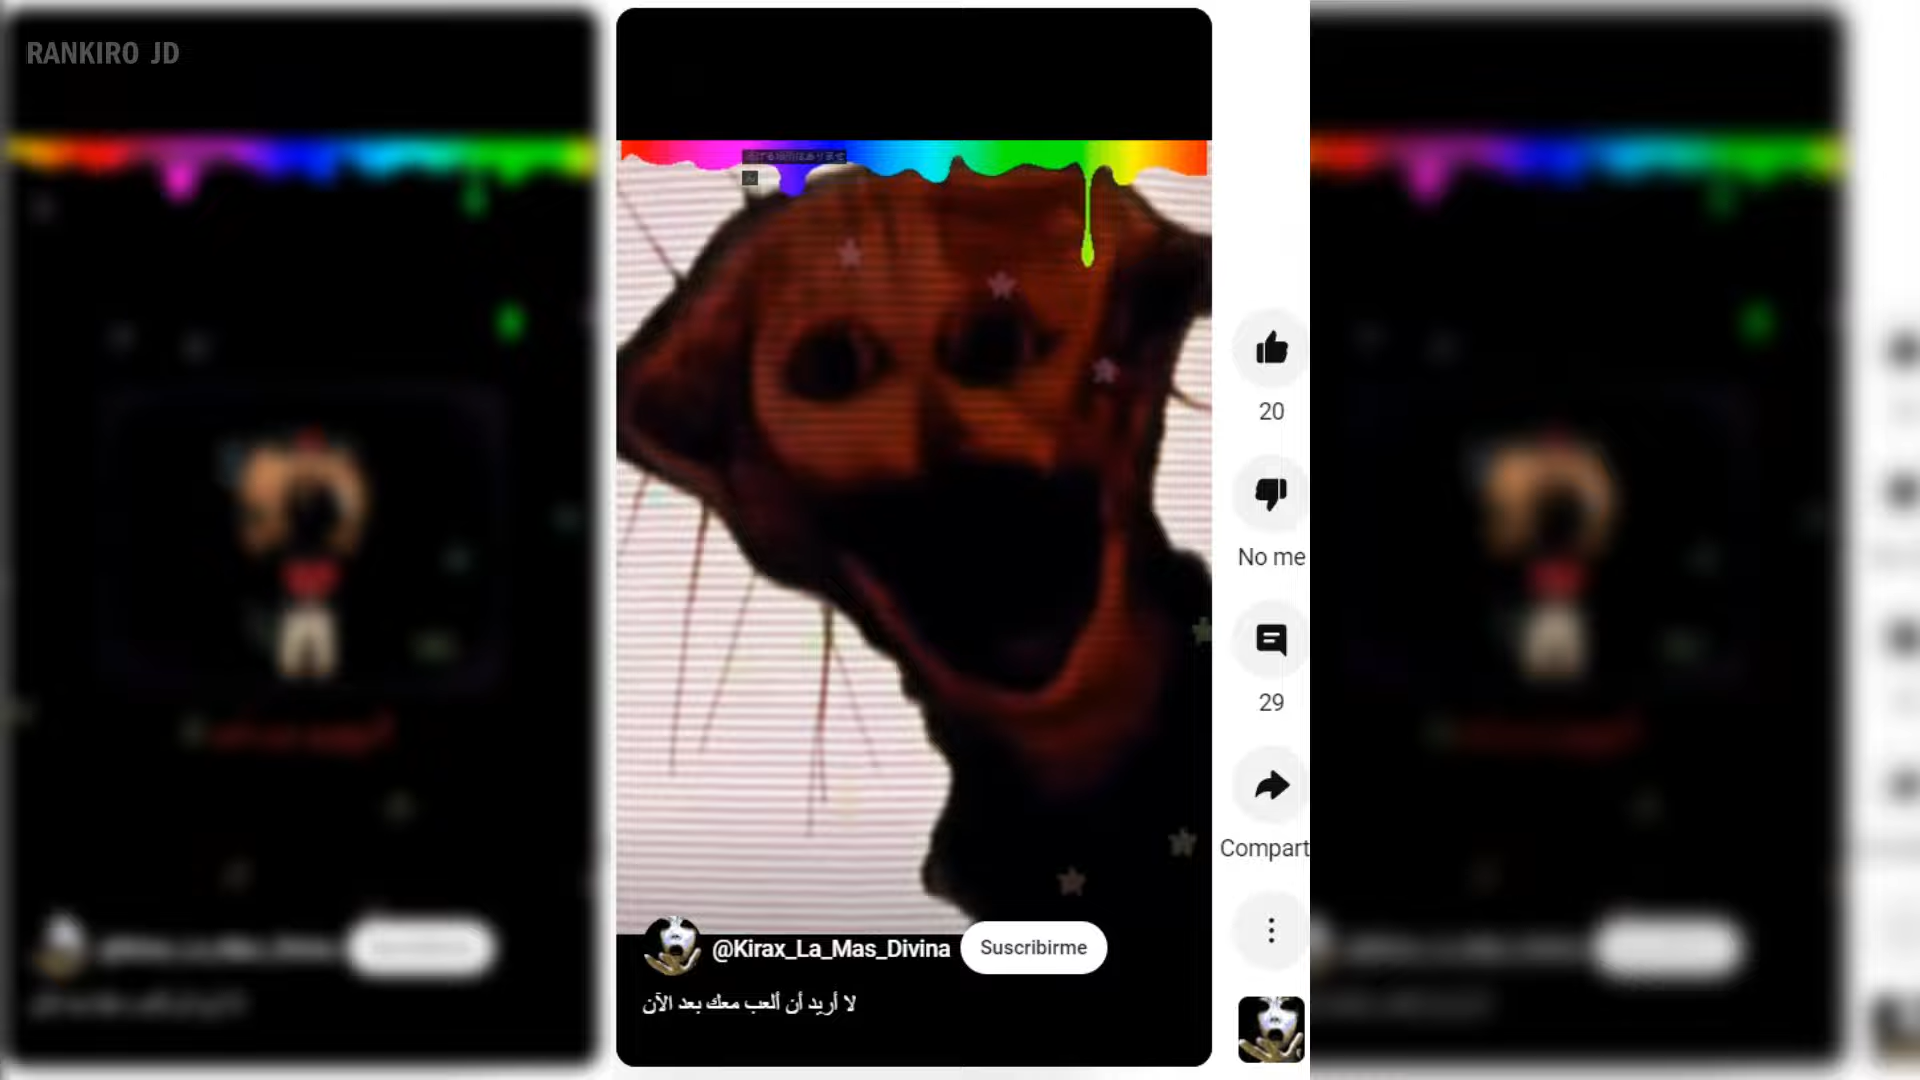 RANKIRO JD
20
No me
29
Compart
@Kirax_La_Mas_Divina
Suscribirme
لا أريد أن ألعب معك بعد الآن